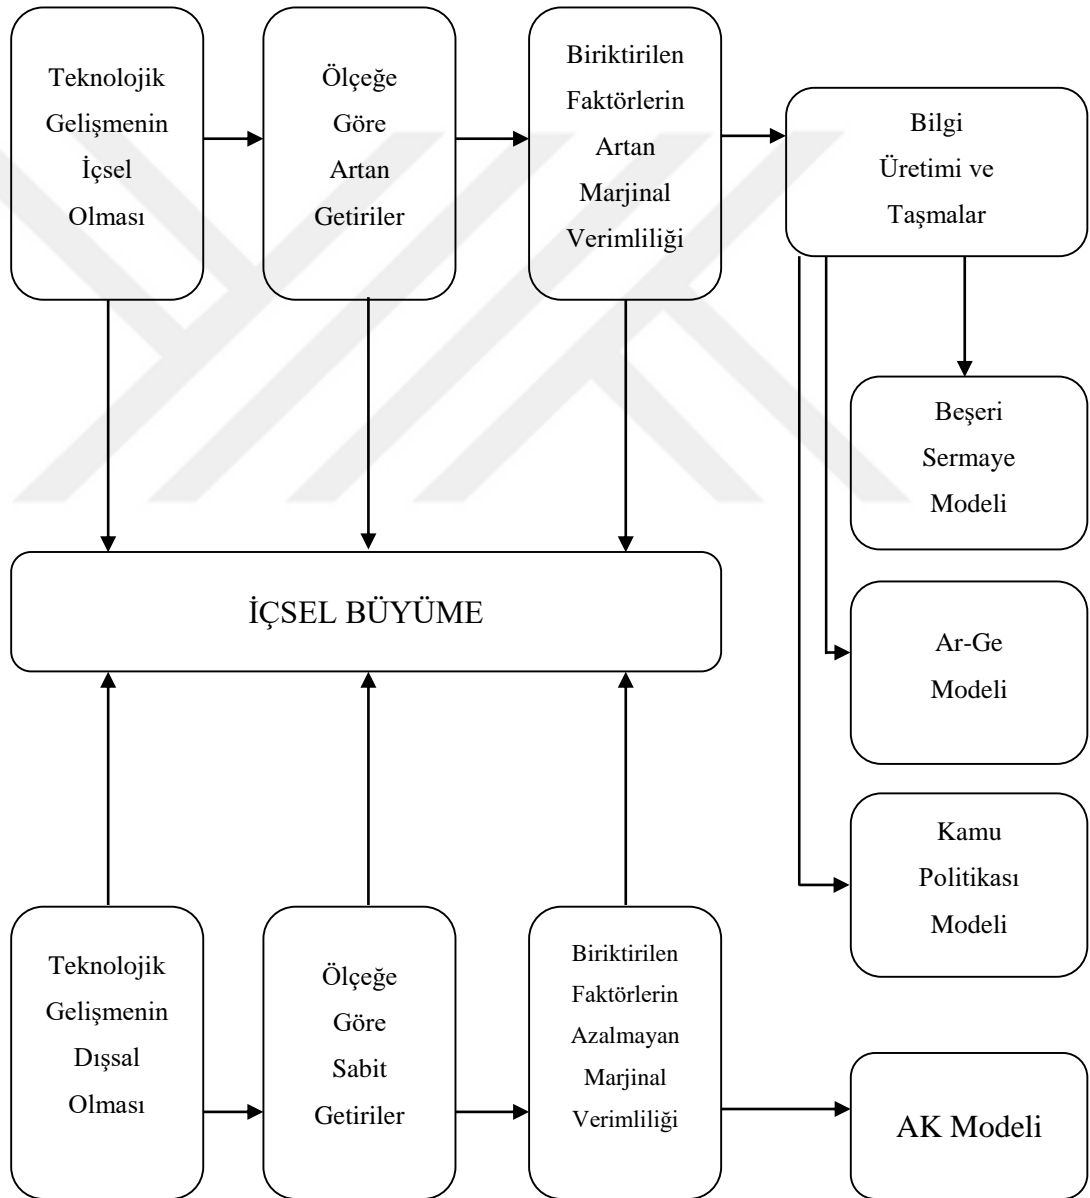 Teknolojik
Gelişmenin
İçsel
Olması
Ölçeğe
Göre
Artan
Getiriler
Biriktirilen
Faktörlerin
Artan
Marjinal
Verimliliği
Bilgi
Üretimi ve
Taşmalar
Beşeri
Sermaye
Modeli
İÇSEL BÜYÜME
Ar-Ge
Modeli
Kamu
Politikası
Modeli
Teknolojik
Gelişmenin
Dışsal
Olması
Ölçeğe
Göre
Sabit
Getiriler
Biriktirilen
Faktörlerin
Azalmayan
Marjinal
Verimliliği
AK Modeli